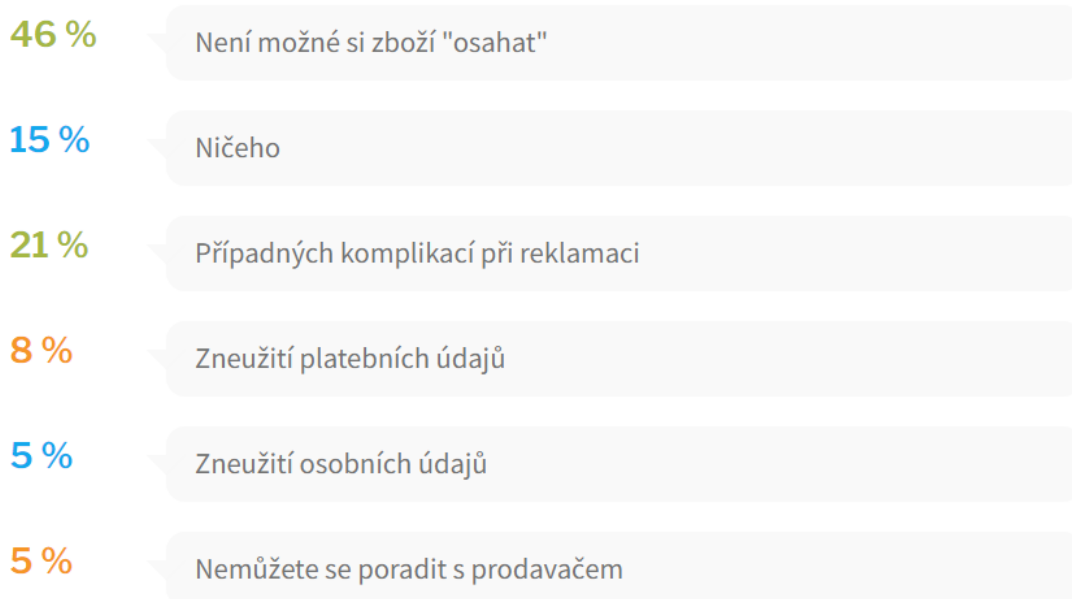 46 % Není možné si zboží "osahat"
15 % Ničeho
21 % Případných komplikací při reklamaci
8 % Zneužití platebních údajů
5 % Zneužití osobních údajů
5 % Nemůžete se poradit s prodavačem